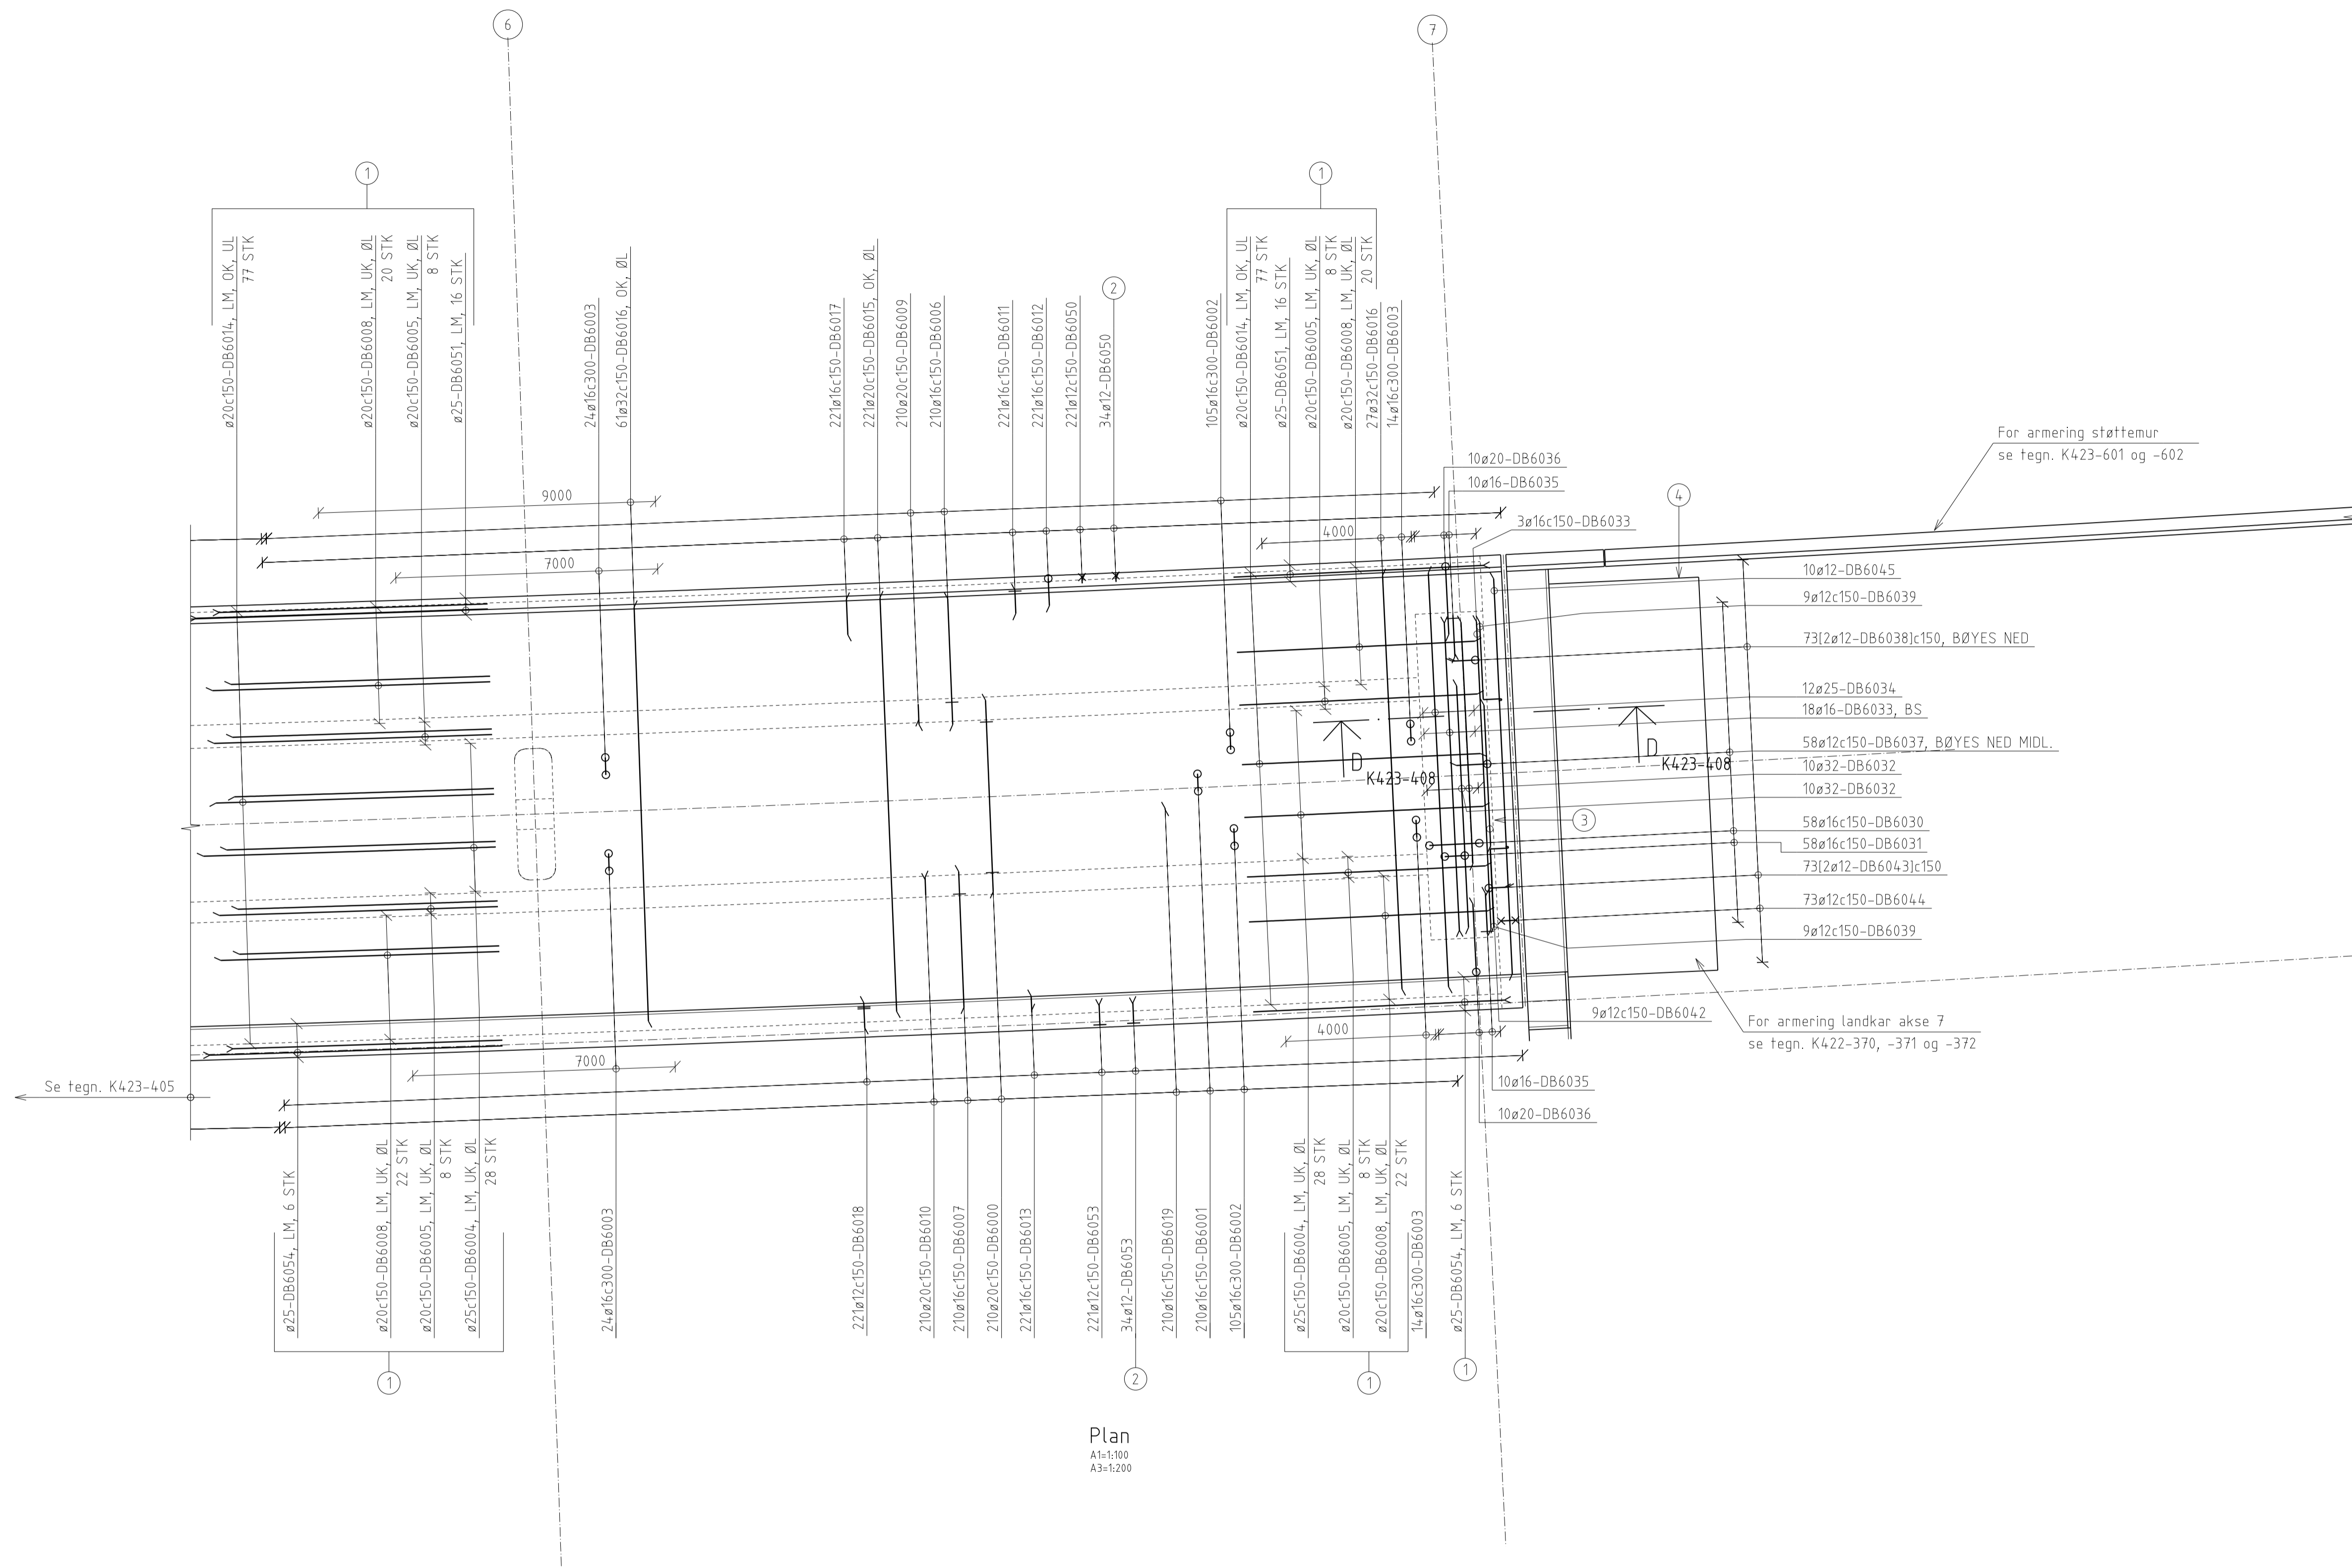 6
7
1
1
ø20c150-DB6014, LM, OK, UL
77 STK
ø20c150-DB6008, LM, UK, ØL
20 STK
ø20c150-DB6005, LM, UK, ØL
8 STK
ø25-DB6051, LM, 16 STK
24ø16c300-DB6003
61ø32c150-DB6016, OK, ØL
221ø16c150-DB6017
221ø20c150-DB6015, OK, ØL
210ø20c150-DB6009
210ø16c150-DB6006
221ø16c150-DB6011
221ø16c150-DB6012
221ø12c150-DB6050
2
34ø12-DB6050
105ø16c300-DB6002
ø20c150-DB6014, LM, OK, UL
77 STK
ø25-DB6051, LM, 16 STK
ø20c150-DB6005, LM, UK, ØL
8 STK
ø20c150-DB6008, LM, UK, ØL
20 STK
27ø32c150-DB6016
14ø16c300-DB6003
9000
7000
4000
10ø20-DB6036
10ø16-DB6035
3ø16c150-DB6033
4
For armering støttemur
se tegn. K423-601 og -602
10ø12-DB6045
9ø12c150-DB6039
73[2ø12-DB6038]c150, BØYES NED
12ø25-DB6034
18ø16-DB6033, BS
58ø12c150-DB6037, BØYES NED MIDL.
10ø32-DB6032
10ø32-DB6032
58ø16c150-DB6030
58ø16c150-DB6031
73[2ø12-DB6043]c150
73ø12c150-DB6044
9ø12c150-DB6039
D
K423-408
D
K423-408
3
9ø12c150-DB6042
For armering landkar akse 7
se tegn. K422-370, -371 og -372
10ø16-DB6035
10ø20-DB6036
4000
7000
Se tegn. K423-405
ø25-DB6054, LM, 6 STK
ø20c150-DB6008, LM, UK, ØL
22 STK
ø20c150-DB6005, LM, UK, ØL
8 STK
ø25c150-DB6004, LM, UK, ØL
28 STK
24ø16c300-DB6003
221ø12c150-DB6018
210ø20c150-DB6010
210ø16c150-DB6007
210ø20c150-DB6000
221ø16c150-DB6013
221ø12c150-DB6053
34ø12-DB6053
210ø16c150-DB6019
210ø16c150-DB6001
105ø16c300-DB6002
ø25c150-DB6004, LM, UK, ØL
28 STK
ø20c150-DB6005, LM, UK, ØL
8 STK
ø20c150-DB6008, LM, UK, ØL
22 STK
14ø16c300-DB6003
ø25-DB6054, LM, 6 STK
1
2
1
1
Plan
A1=1:100
A3=1:200